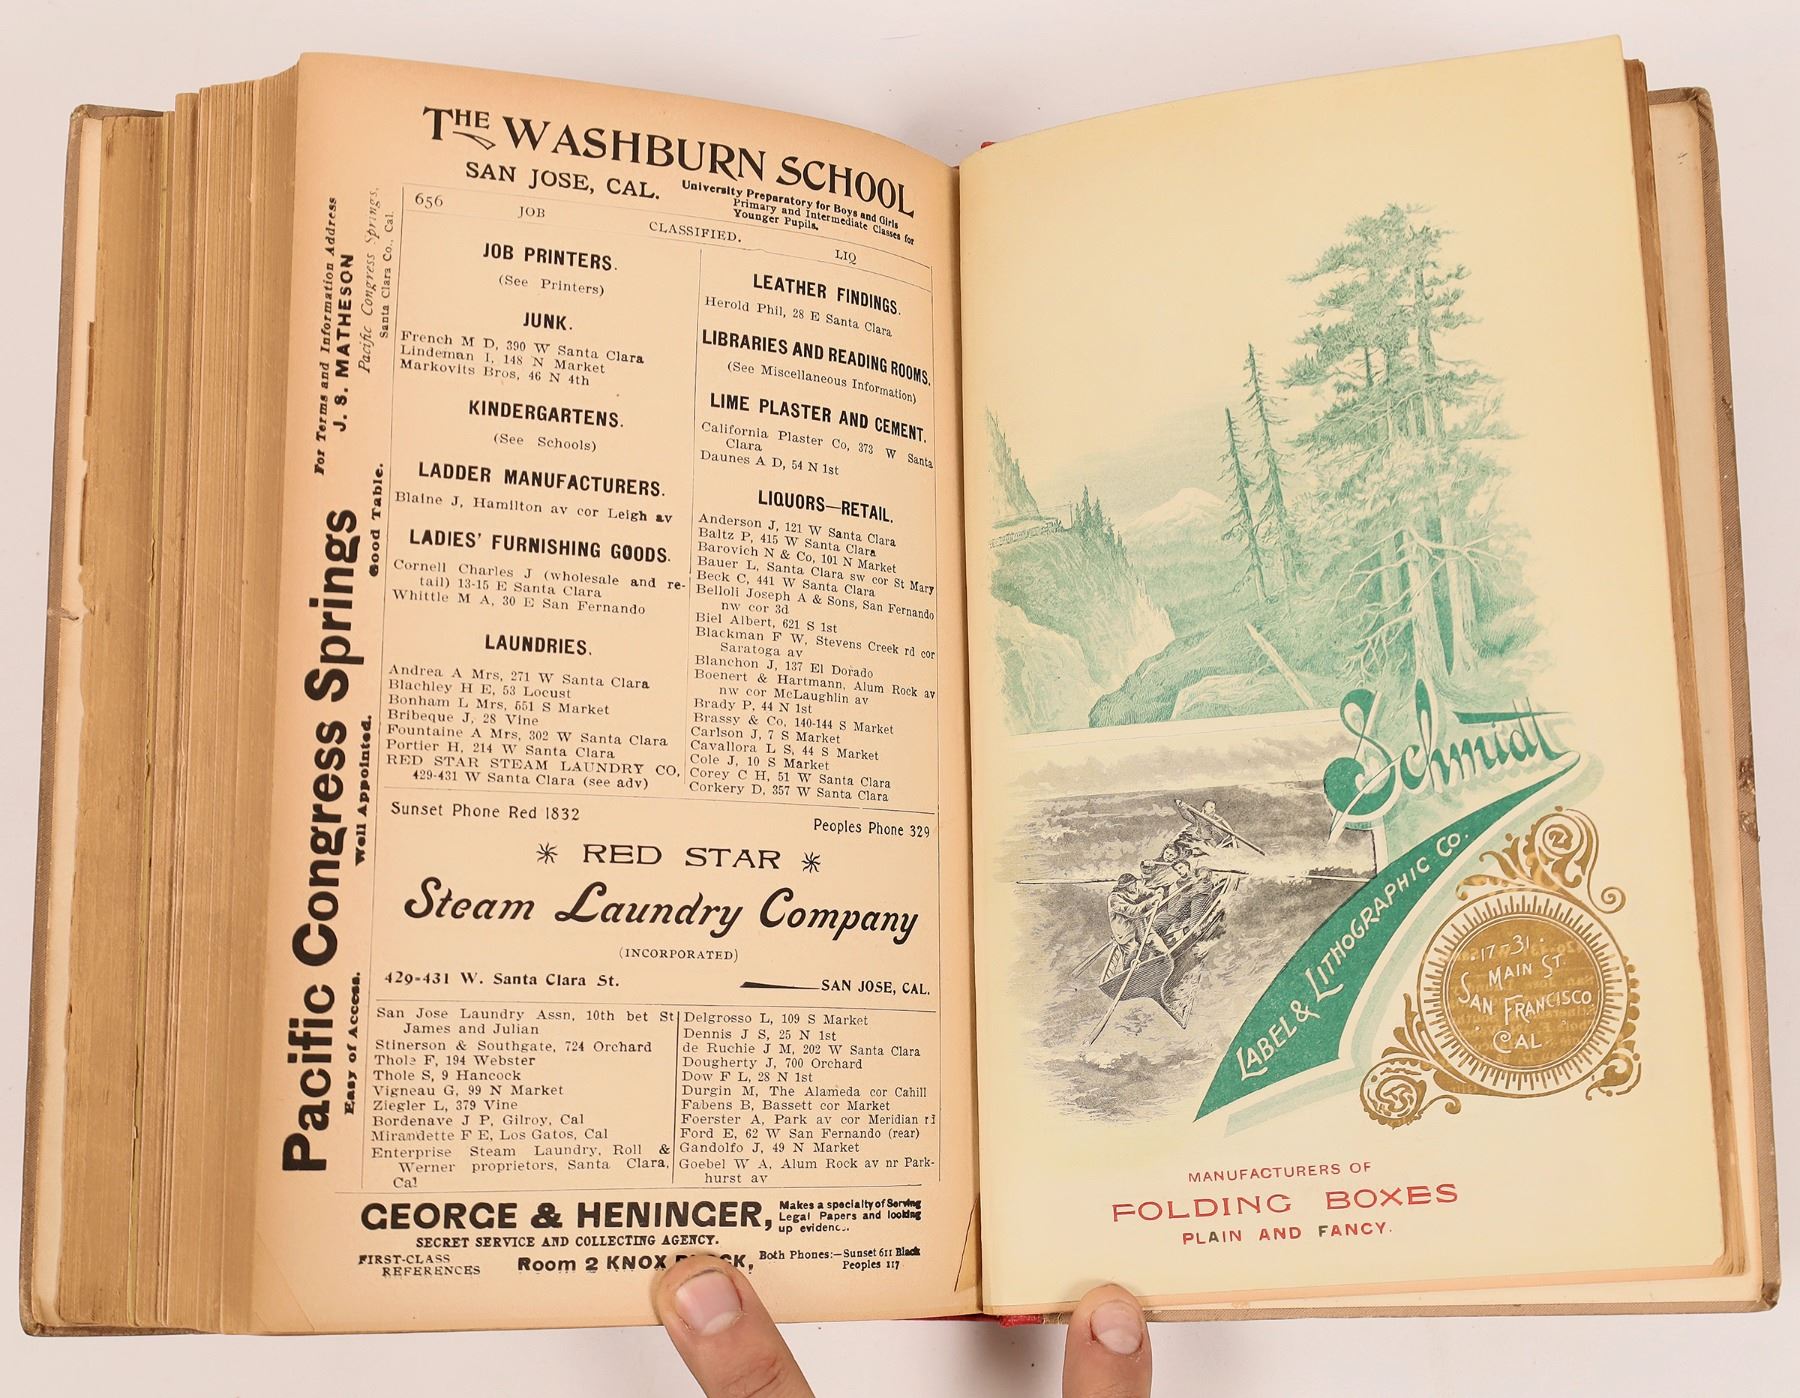 THE WASHBURN SCHOOL
SAN JOSE, CAL.
University Preparatory for Boys and Girls
Primary and Intermediate Classes for
Younger Pupils.
For Terms and Information Address
J. S. MATHESON
Pacific Congress Springs,
Santa Clara Co., Cal.
Pacific Congress Springs
Good Table.
Well Appointed.
Easy of Access.
656
JOB
CLASSIFIED.
LIQ
JOB PRINTERS.
(See Printers)
JUNK.
French M D, 390 W Santa Clara
Lindeman I, 148 N Market
Markovits Bros, 46 N 4th
KINDERGARTENS.
(See Schools)
LADDER MANUFACTURERS.
Blaine J, Hamilton av cor Leigh av
LADIES' FURNISHING GOODS.
Cornell Charles J (wholesale and re-
tail) 13-15 E Santa Clara
Whittle M A, 30 E San Fernando
LAUNDRIES.
Andrea A Mrs, 271 W Santa Clara
Blachley H E, 53 Locust
Bonham L Mrs, 551 S Market
Bribeque J, 28 Vine
Fountaine A Mrs, 302 W Santa Clara
Portier H, 214 W Santa Clara
RED STAR STEAM LAUNDRY CO,
429-431 W Santa Clara (see adv)
LEATHER FINDINGS.
Herold Phil, 28 E Santa Clara
LIBRARIES AND READING ROOMS.
(See Miscellaneous Information)
LIME PLASTER AND CEMENT.
California Plaster Co, 373 W Santa
Clara
Daunes A D, 54 N 1st
LIQUORS—RETAIL.
Anderson J, 121 W Santa Clara
Baltz P, 415 W Santa Clara
Barovich N & Co, 101 N Market
Bauer L, Santa Clara sw cor St Mary
Beck C, 441 W Santa Clara
Belloli Joseph A & Sons, San Fernando
nw cor 3d
Biel Albert, 621 S 1st
Blackman F W, Stevens Creek rd cor
Saratoga av
Blanchon J, 137 El Dorado
Boenert & Hartmann, Alum Rock av
nw cor McLaughlin av
Brady P, 44 N 1st
Brassy & Co, 140-144 S Market
Carlson J, 7 S Market
Cavallora L S, 44 S Market
Cole J, 10 S Market
Corey C H, 51 W Santa Clara
Corkery D, 357 W Santa Clara
Sunset Phone Red 1832
Peoples Phone 329
RED STAR
Steam Laundry Company
(INCORPORATED)
429-431 W. Santa Clara St.
SAN JOSE, CAL.
San Jose Laundry Assn, 10th bet St
James and Julian
Stinerson & Southgate, 724 Orchard
Thole F, 194 Webster
Thole S, 9 Hancock
Vigneau G, 99 N Market
Ziegler L, 379 Vine
Bordenave J P, Gilroy, Cal
Mirandette F E, Los Gatos, Cal
Enterprise Steam Laundry, Roll &
Werner proprietors, Santa Clara,
Cal
Delgrosso L, 109 S Market
Dennis J S, 25 N 1st
de Ruchie J M, 202 W Santa Clara
Dougherty J, 700 Orchard
Dow F L, 28 N 1st
Durgin M, The Alameda cor Cahill
Fabens B, Bassett cor Market
Foerster A, Park av cor Meridian rd
Ford E, 62 W San Fernando (rear)
Gandolfo J, 49 N Market
Goebel W A, Alum Rock av nr Park-
hurst av
GEORGE & HENINGER,
Makes a specialty of Serving
Legal Papers and looking
up evidence.
SECRET SERVICE AND COLLECTING AGENCY.
FIRST-CLASS
REFERENCES
Room 2 KNOX
Both Phones:—Sunset 611 Black
Peoples 117
Schmidt
LABEL & LITHOGRAPHIC CO.
17-31
S MAIN ST.
SAN FRANCISCO
CAL
MANUFACTURERS OF
FOLDING BOXES
PLAIN AND FANCY.